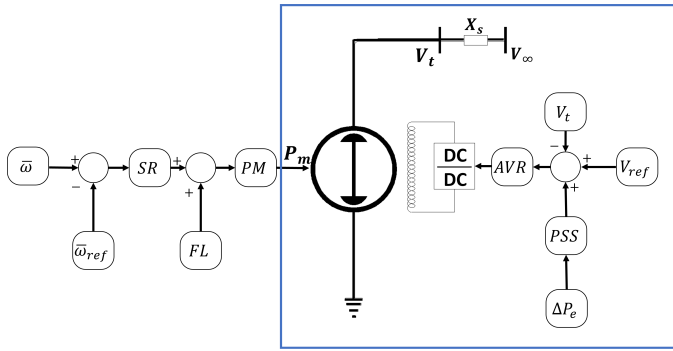 X_s
V_t
V_∞
V_t
−
ω̄
+
−
SR
+
+
PM
P_m
DC
DC
AVR
+
+
V_ref
ω̄_ref
FL
PSS
ΔP_e